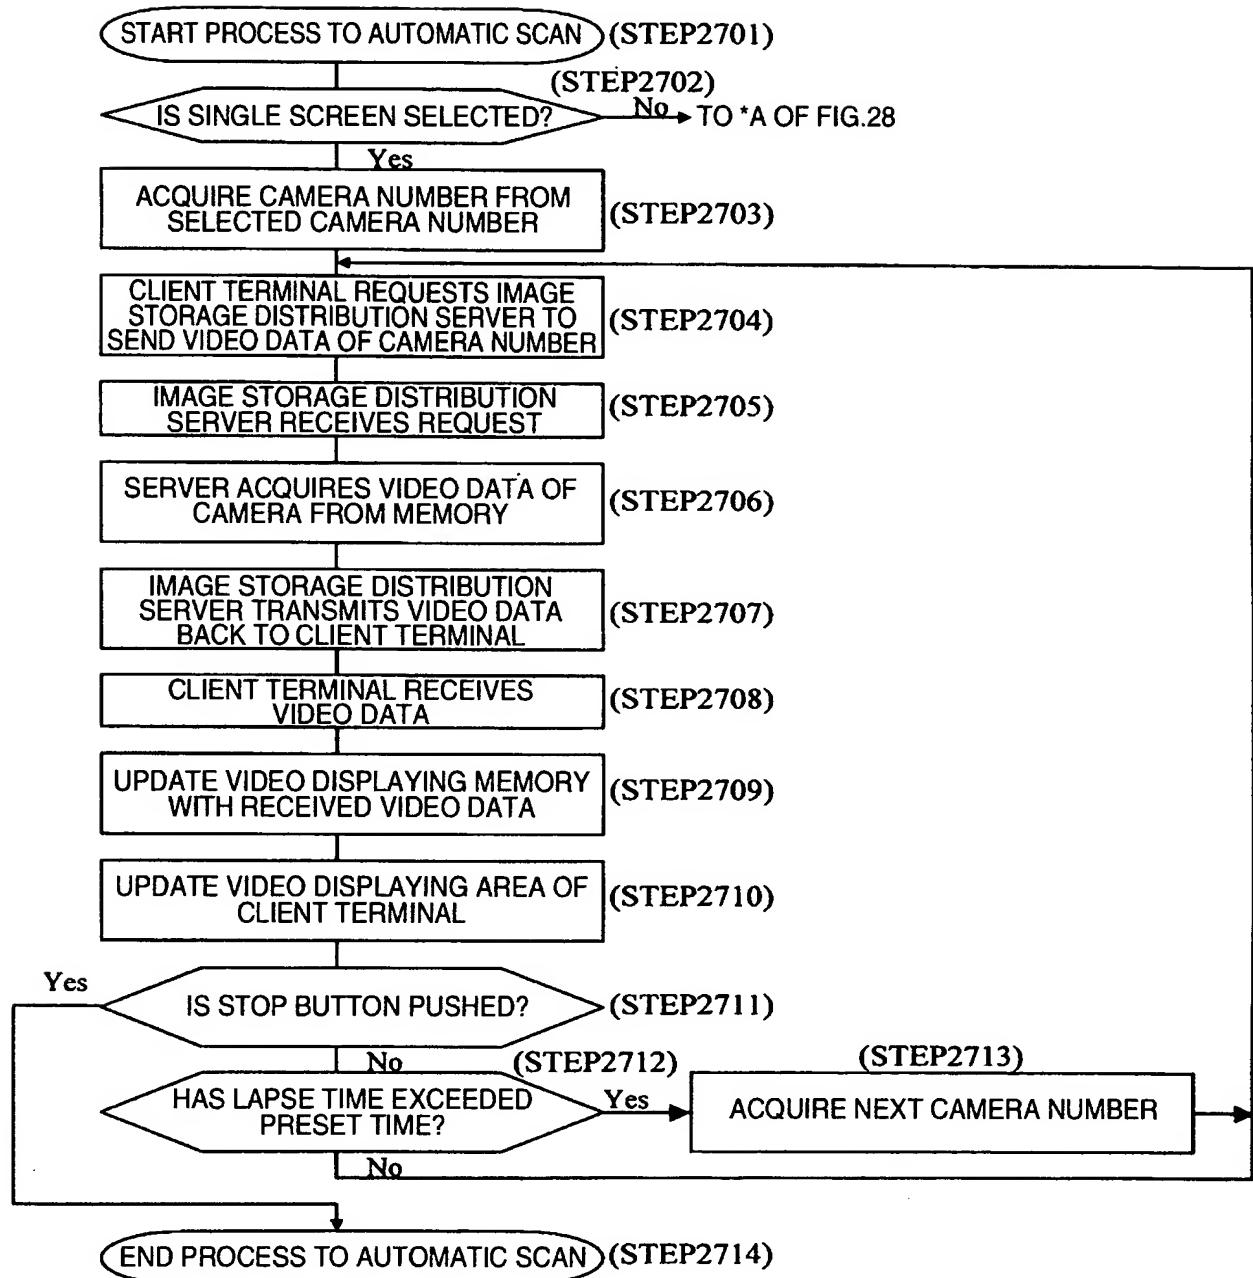 START PROCESS TO AUTOMATIC SCAN (STEP2701)
(STEP2702)
IS SINGLE SCREEN SELECTED?
No
TO *A OF FIG.28
Yes
ACQUIRE CAMERA NUMBER FROM
SELECTED CAMERA NUMBER
(STEP2703)
CLIENT TERMINAL REQUESTS IMAGE
STORAGE DISTRIBUTION SERVER TO
SEND VIDEO DATA OF CAMERA NUMBER
(STEP2704)
IMAGE STORAGE DISTRIBUTION
SERVER RECEIVES REQUEST
(STEP2705)
SERVER ACQUIRES VIDEO DATA OF
CAMERA FROM MEMORY
(STEP2706)
IMAGE STORAGE DISTRIBUTION
SERVER TRANSMITS VIDEO DATA
BACK TO CLIENT TERMINAL
(STEP2707)
CLIENT TERMINAL RECEIVES
VIDEO DATA
(STEP2708)
UPDATE VIDEO DISPLAYING MEMORY
WITH RECEIVED VIDEO DATA
(STEP2709)
UPDATE VIDEO DISPLAYING AREA OF
CLIENT TERMINAL
(STEP2710)
Yes
IS STOP BUTTON PUSHED?
(STEP2711)
No
(STEP2712)
(STEP2713)
HAS LAPSE TIME EXCEEDED
PRESET TIME?
Yes
ACQUIRE NEXT CAMERA NUMBER
No
END PROCESS TO AUTOMATIC SCAN (STEP2714)